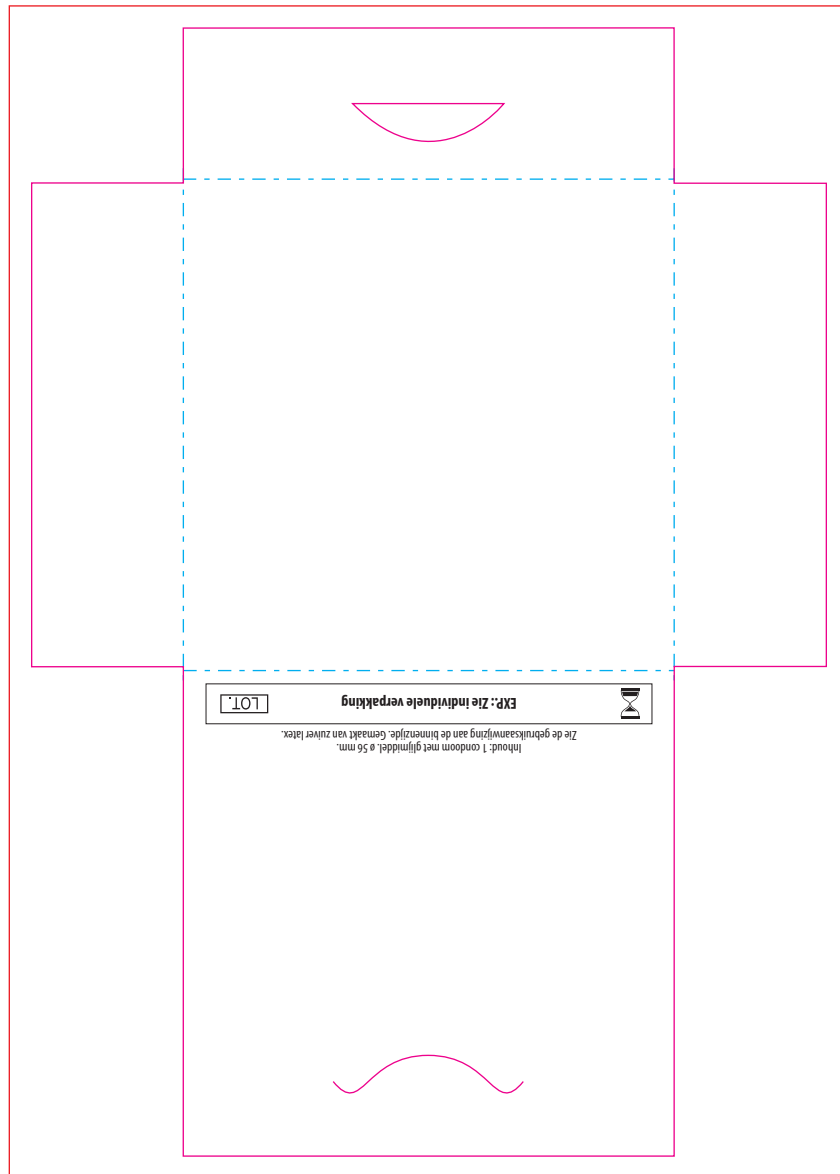 Inhoud: 1 condoom met glijmiddel. ø 56 mm.
Zie de gebruiksaanwijzing aan de binnenzijde. Gemaakt van zuiver latex.
EXP.: Zie individuele verpakking
LOT.